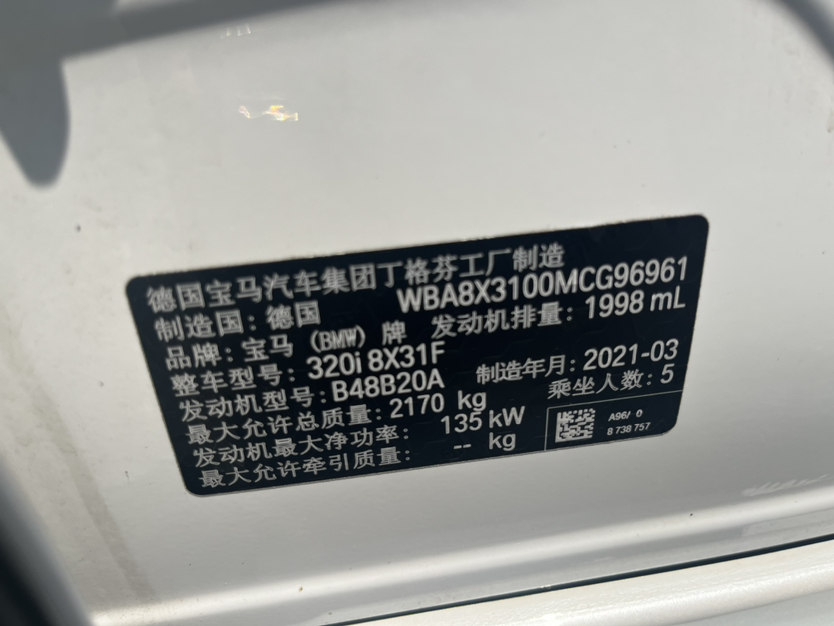 德国宝马汽车集团丁格芬工厂制造
制造国：德国 WBA8X3100MCG96961
品牌：宝马（BMW）牌 发动机排量：1998 mL
整车型号：320i 8X31F
发动机型号：B48B20A 制造年月：2021-03
最大允许总质量：2170 kg 乘坐人数：5
发动机最大净功率： 135 kW
最大允许牵引质量： -- kg
A96/ 0
8 738 757